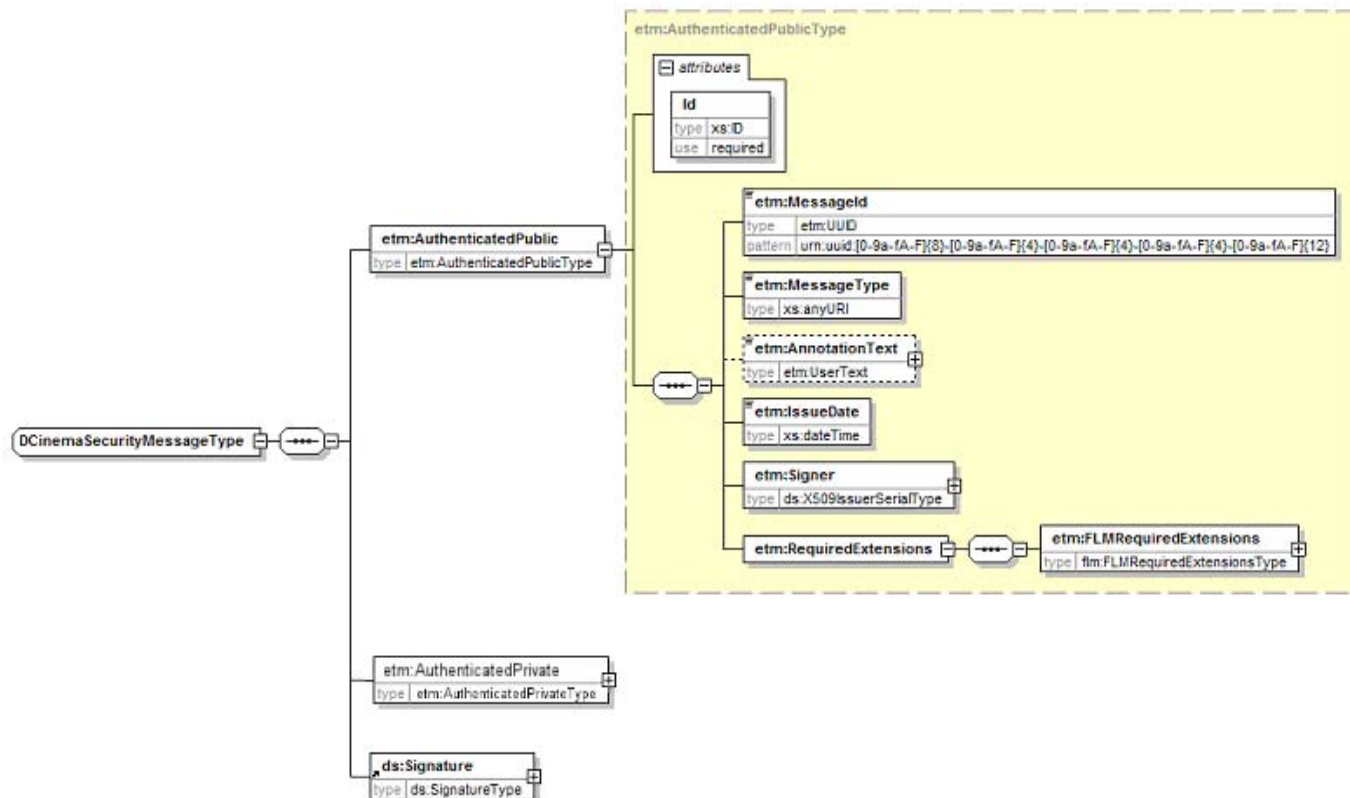 etm:AuthenticatedPublicType
attributes
Id
type xs:ID
use required
etm:MessageId
type etm:UUID
pattern urn:uuid:[0-9a-fA-F]{8}-[0-9a-fA-F]{4}-[0-9a-fA-F]{4}-[0-9a-fA-F]{4}-[0-9a-fA-F]{12}
etm:AuthenticatedPublic
type etm:AuthenticatedPublicType
etm:MessageType
type xs:anyURI
etm:AnnotationText
type etm:UserText
etm:IssueDate
type xs:dateTime
DCinemaSecurityMessageType
etm:Signer
type ds:X509IssuerSerialType
etm:RequiredExtensions
etm:FLMRequiredExtensions
type flm:FLMRequiredExtensionsType
etm:AuthenticatedPrivate
type etm:AuthenticatedPrivateType
ds:Signature
type ds:SignatureType